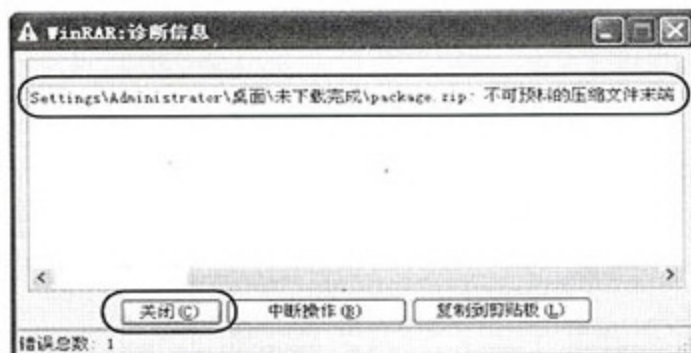 WinRAR:诊断信息
Settings\Administrator\桌面\未下载完成\package.zip: 不可预料的压缩文件末端
关闭(C)
中断操作(B)
复制到剪贴板(L)
错误总数: 1